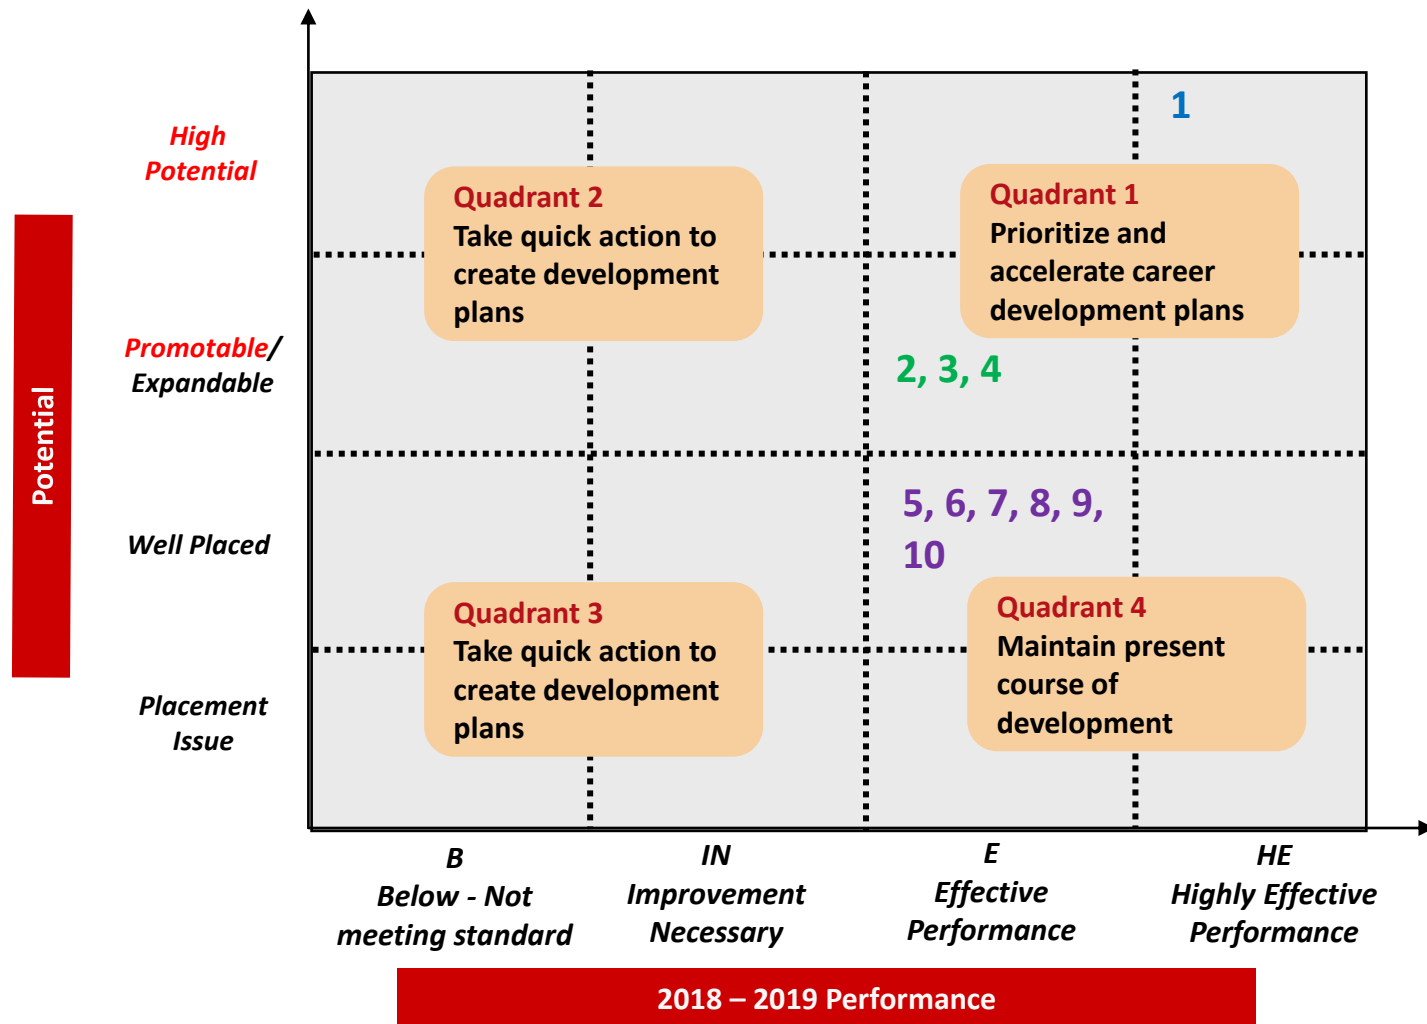 1
High
Potential
Quadrant 2
Take quick action to
create development
plans
Quadrant 1
Prioritize and
accelerate career
development plans
Promotable/
Expandable
2, 3, 4
Potential
5, 6, 7, 8, 9,
10
Well Placed
Quadrant 3
Take quick action to
create development
plans
Quadrant 4
Maintain present
course of
development
Placement
Issue
B
Below - Not
meeting standard
IN
Improvement
Necessary
E
Effective
Performance
HE
Highly Effective
Performance
2018 – 2019 Performance